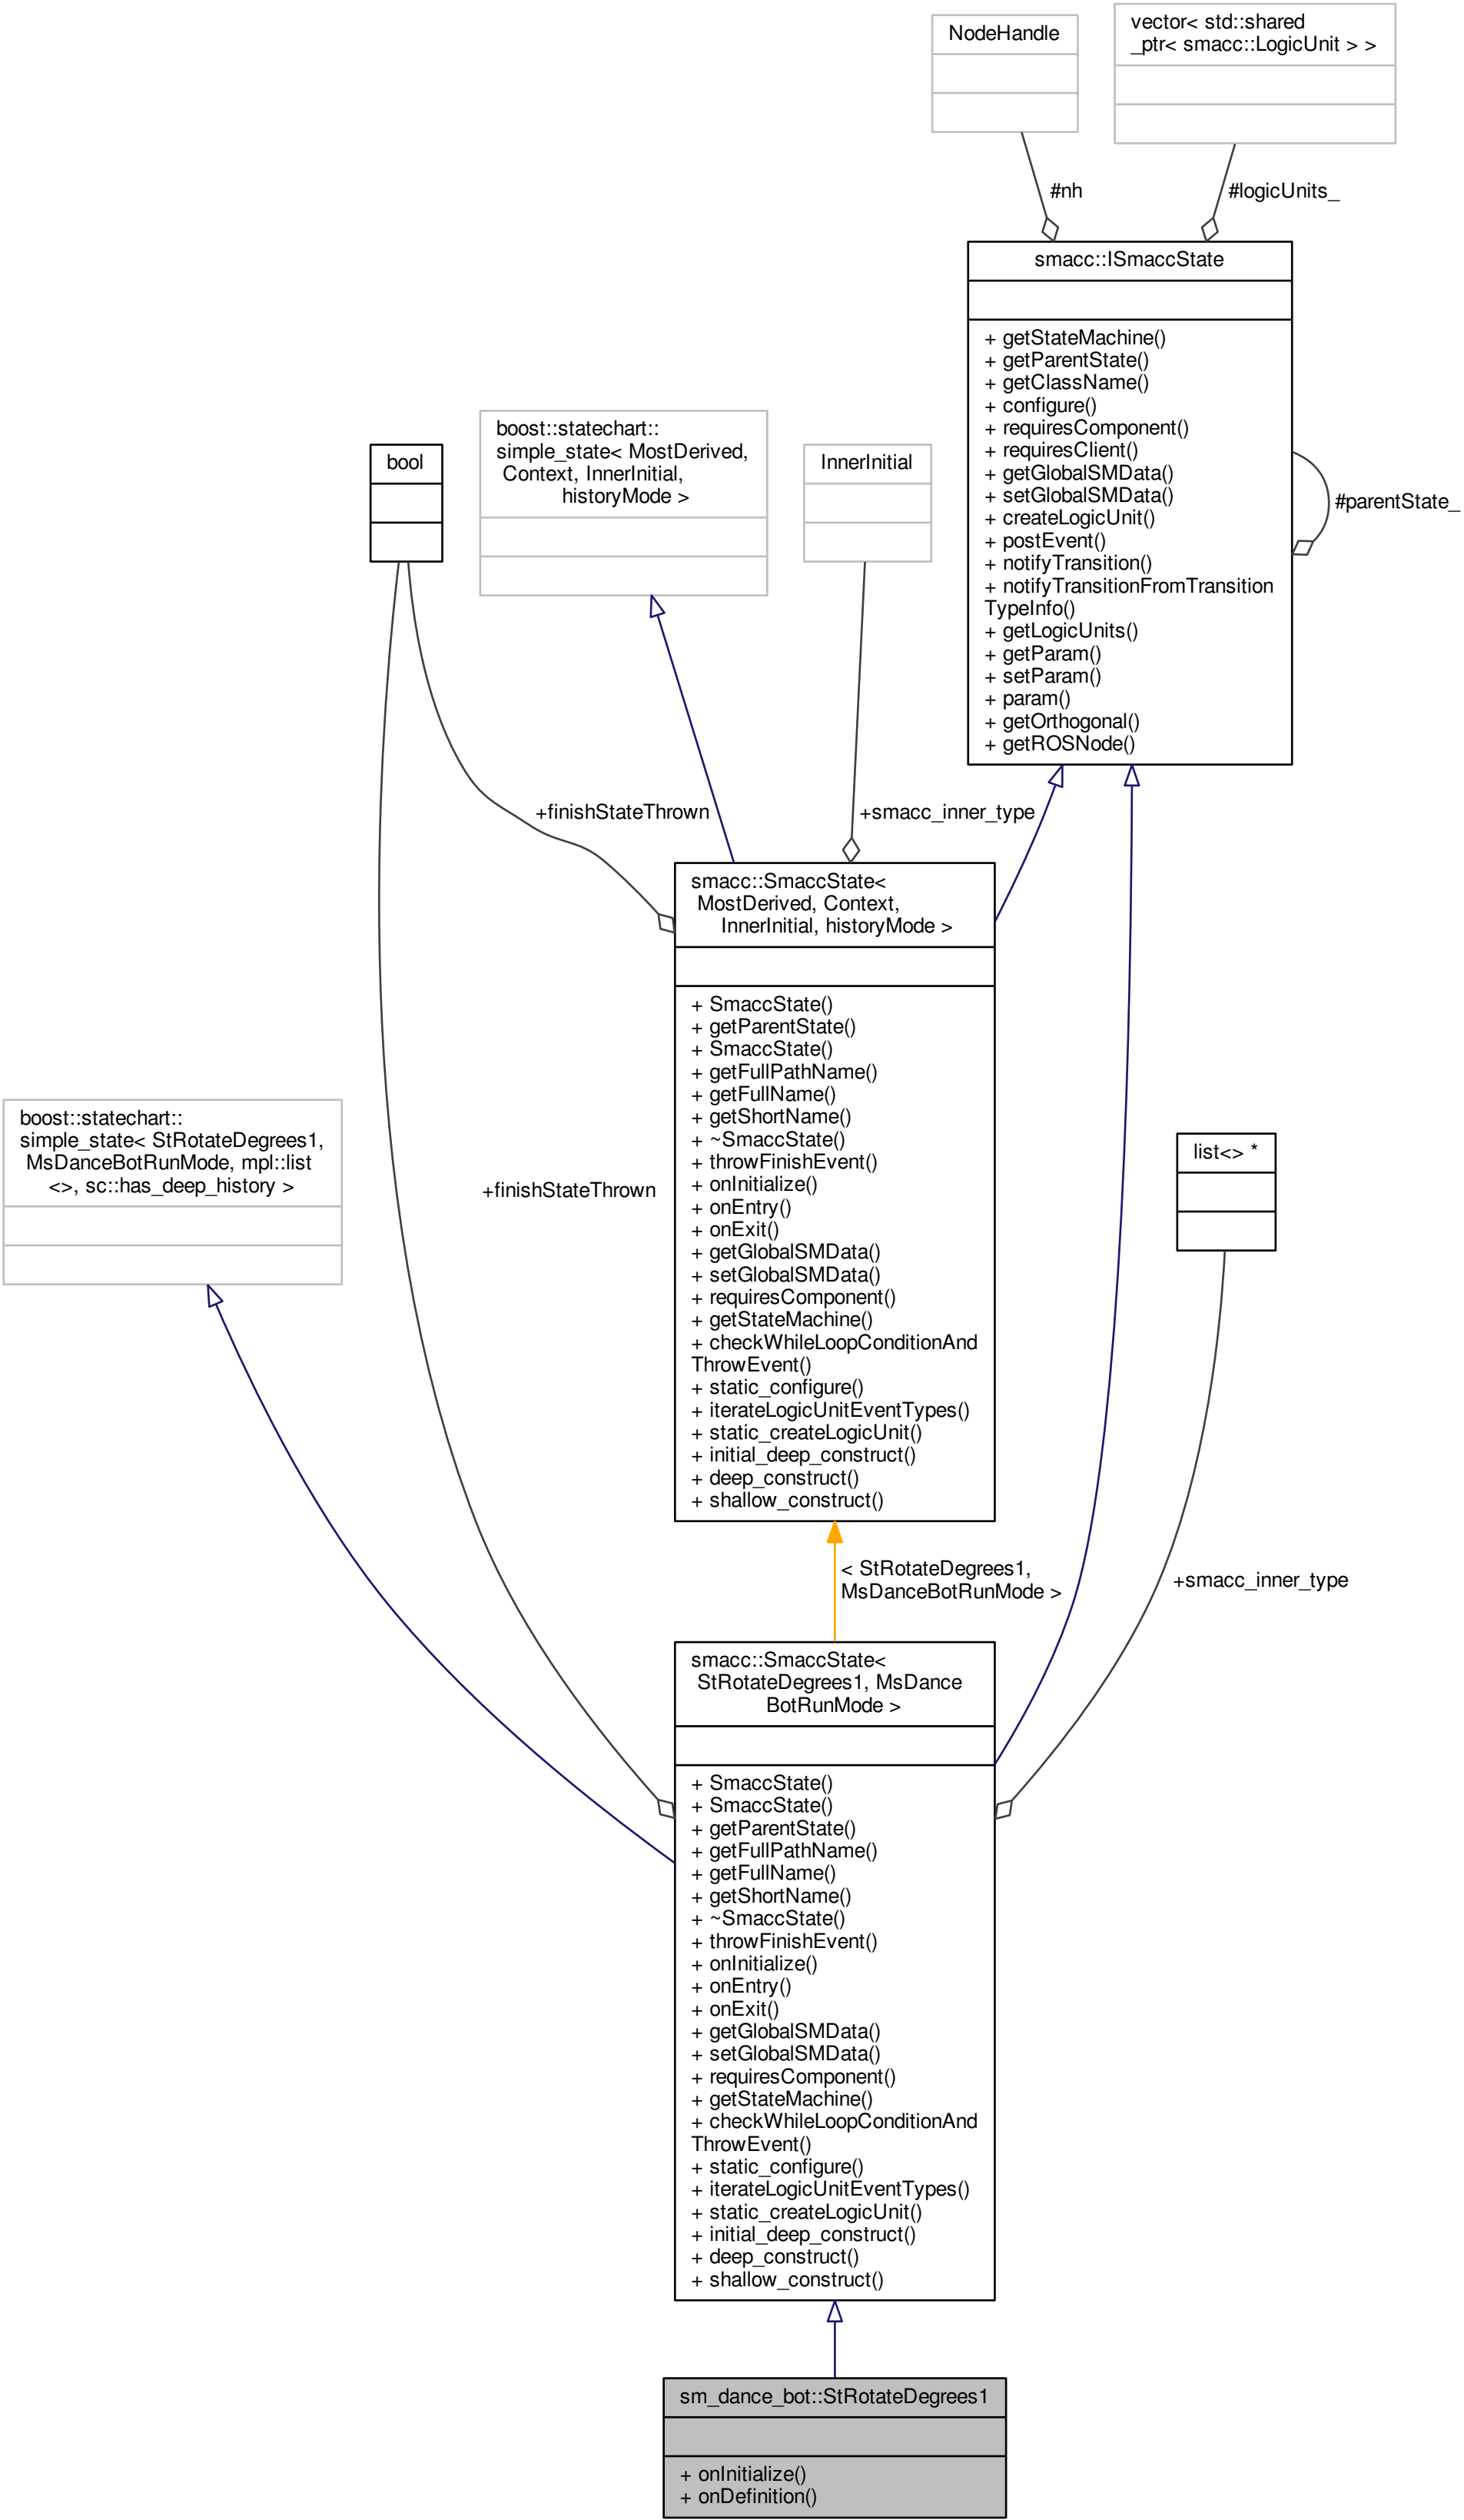 NodeHandle
vector< std::shared
_ptr< smacc::LogicUnit > >
#nh
#logicUnits_
smacc::ISmaccState
+ getStateMachine()
+ getParentState()
+ getClassName()
+ configure()
+ requiresComponent()
+ requiresClient()
+ getGlobalSMData()
+ setGlobalSMData()
+ createLogicUnit()
+ postEvent()
+ notifyTransition()
+ notifyTransitionFromTransition
TypeInfo()
+ getLogicUnits()
+ getParam()
+ setParam()
+ param()
+ getOrthogonal()
+ getROSNode()
#parentState_
bool
boost::statechart::
simple_state< MostDerived,
Context, InnerInitial,
historyMode >
InnerInitial
+finishStateThrown
+smacc_inner_type
smacc::SmaccState<
MostDerived, Context,
InnerInitial, historyMode >
+ SmaccState()
+ getParentState()
+ SmaccState()
+ getFullPathName()
+ getFullName()
+ getShortName()
+ ~SmaccState()
+ throwFinishEvent()
+ onInitialize()
+ onEntry()
+ onExit()
+ getGlobalSMData()
+ setGlobalSMData()
+ requiresComponent()
+ getStateMachine()
+ checkWhileLoopConditionAnd
ThrowEvent()
+ static_configure()
+ iterateLogicUnitEventTypes()
+ static_createLogicUnit()
+ initial_deep_construct()
+ deep_construct()
+ shallow_construct()
boost::statechart::
simple_state< StRotateDegrees1,
MsDanceBotRunMode, mpl::list
<>, sc::has_deep_history >
+finishStateThrown
list<> *
< StRotateDegrees1,
MsDanceBotRunMode >
+smacc_inner_type
smacc::SmaccState<
StRotateDegrees1, MsDance
BotRunMode >
+ SmaccState()
+ SmaccState()
+ getParentState()
+ getFullPathName()
+ getFullName()
+ getShortName()
+ ~SmaccState()
+ throwFinishEvent()
+ onInitialize()
+ onEntry()
+ onExit()
+ getGlobalSMData()
+ setGlobalSMData()
+ requiresComponent()
+ getStateMachine()
+ checkWhileLoopConditionAnd
ThrowEvent()
+ static_configure()
+ iterateLogicUnitEventTypes()
+ static_createLogicUnit()
+ initial_deep_construct()
+ deep_construct()
+ shallow_construct()
sm_dance_bot::StRotateDegrees1
+ onInitialize()
+ onDefinition()